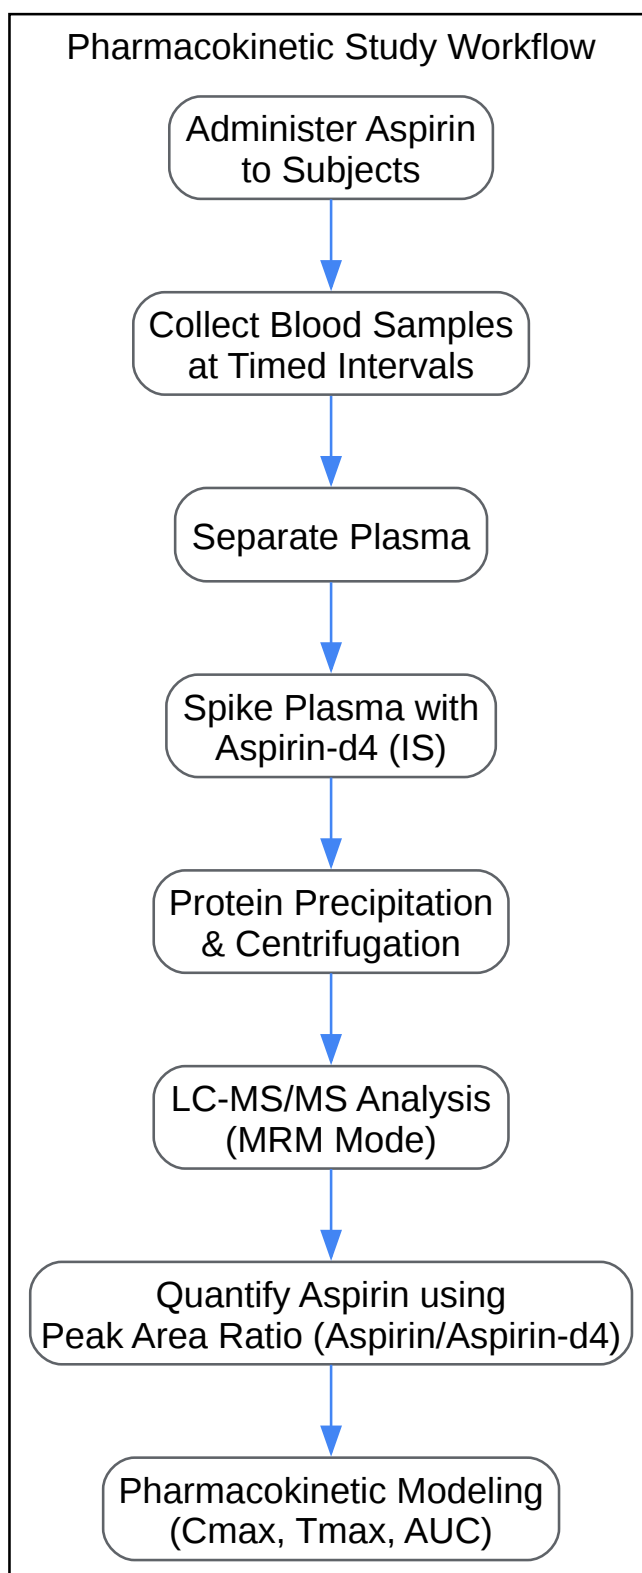 Pharmacokinetic Study Workflow
Administer Aspirin
to Subjects
Collect Blood Samples
at Timed Intervals
Separate Plasma
Spike Plasma with
Aspirin-d4 (IS)
Protein Precipitation
& Centrifugation
LC-MS/MS Analysis
(MRM Mode)
Quantify Aspirin using
Peak Area Ratio (Aspirin/Aspirin-d4)
Pharmacokinetic Modeling
(Cmax, Tmax, AUC)